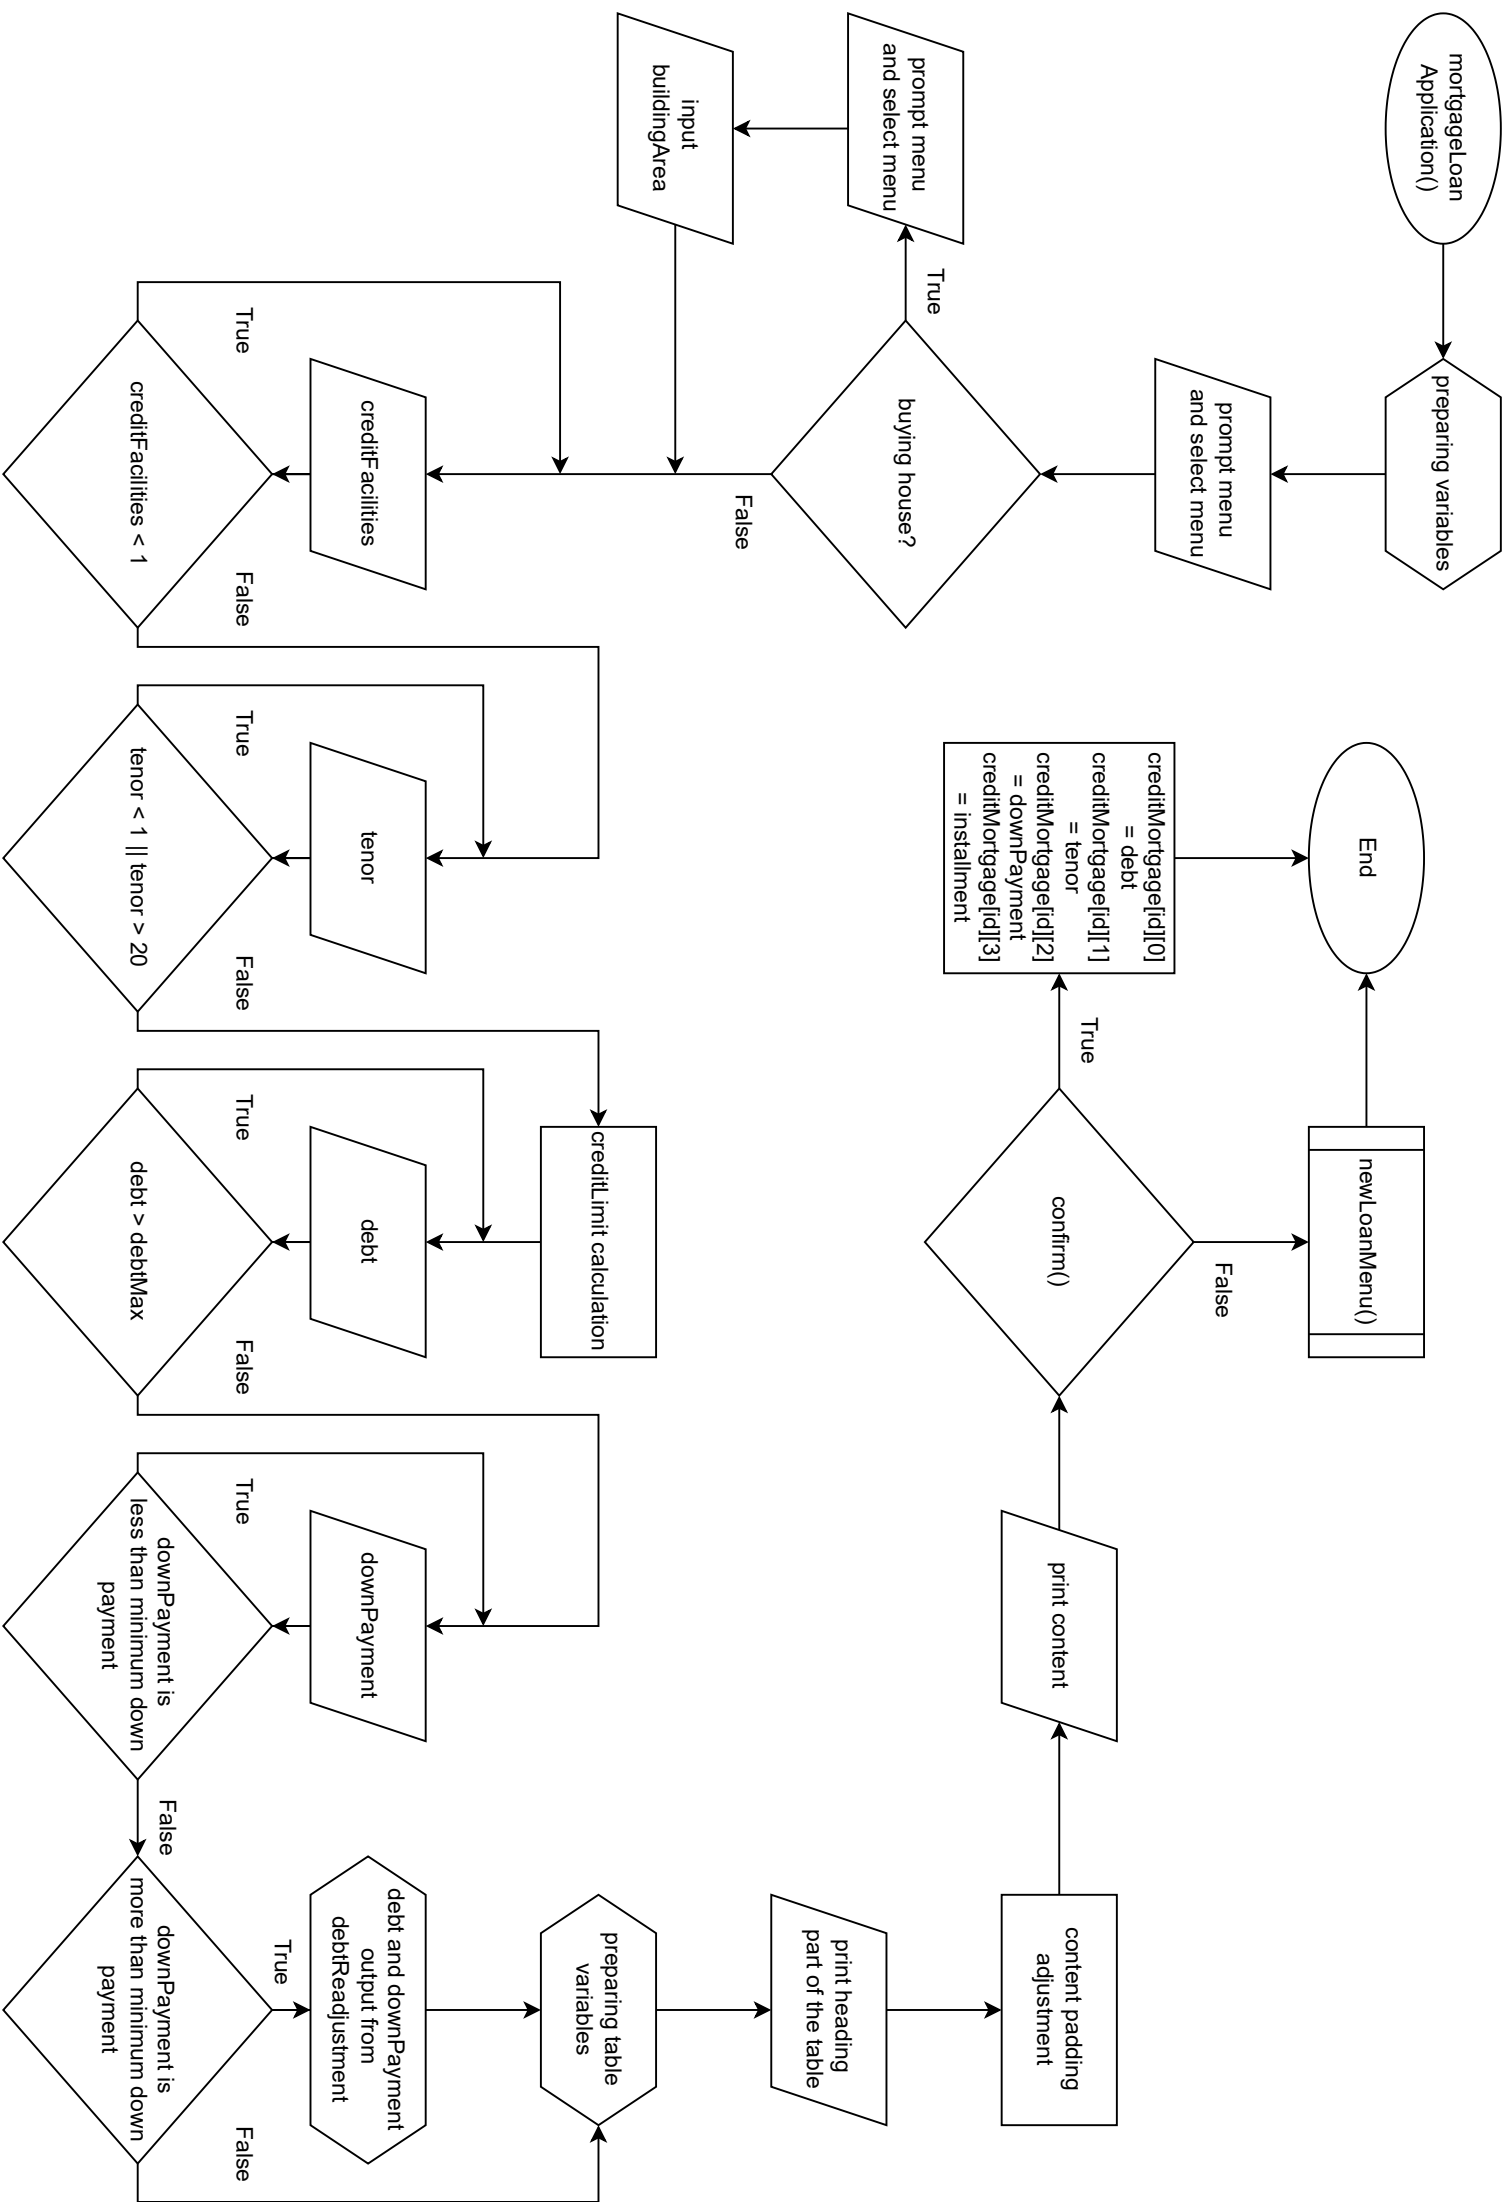 mortgageLoan
Application()
preparing variables
prompt menu
and select menu
buying house?
True
False
prompt menu
and select menu
input
buildingArea
creditFacilities
creditFacilities < 1
True
False
tenor
tenor < 1 || tenor > 20
True
False
creditLimit calculation
debt
debt > debtMax
True
False
downPayment
downPayment is
less than minimum down
payment
True
False
downPayment is
more than minimum down
payment
True
False
debt and downPayment
output from
debtReadjustment
preparing table
variables
print heading
part of the table
content padding
adjustment
print content
confirm()
True
False
creditMortgage[id][0]
= debt
creditMortgage[id][1]
= tenor
creditMortgage[id][2]
= downPayment
creditMortgage[id][3]
= installment
newLoanMenu()
End